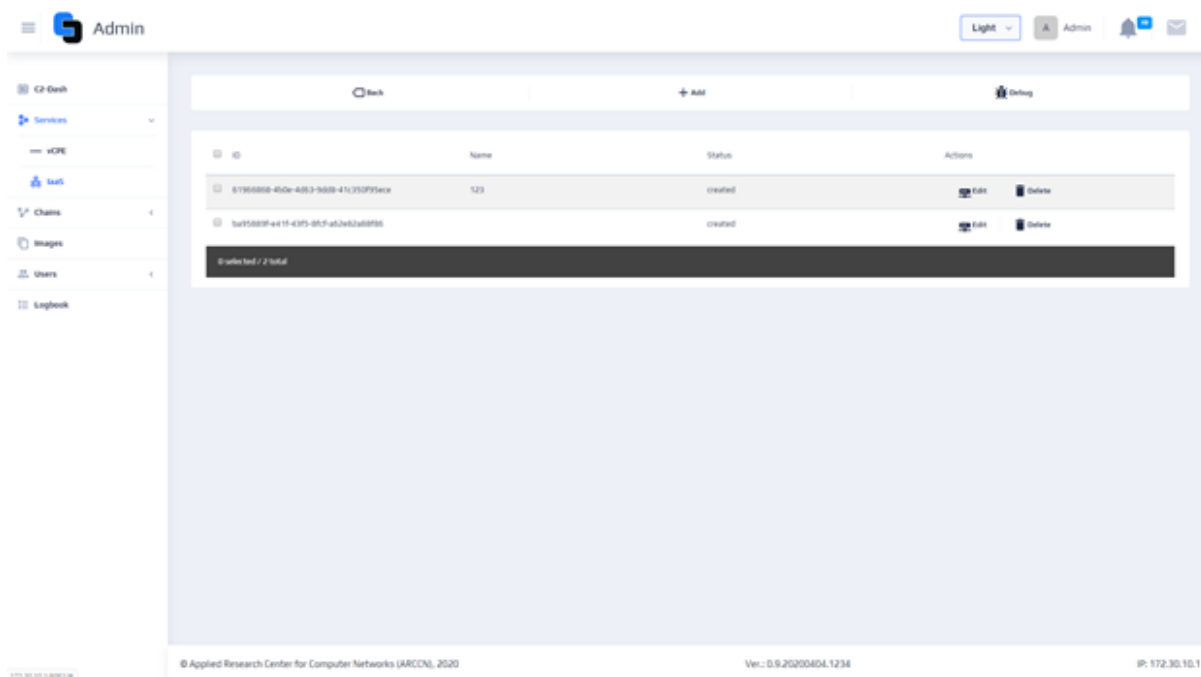 Admin
Light
A Admin
C2-Dash
Services
vCPE
IaaS
Chains
Images
Users
Logbook
Back
Add
Debug
ID Name Status Actions
123 created Edit Delete
created Edit Delete
0 selected / 2 total
© Applied Research Center for Computer Networks (ARCCN), 2020 Ver.: 0.9.20200404.1234 IP: 172.30.10.1